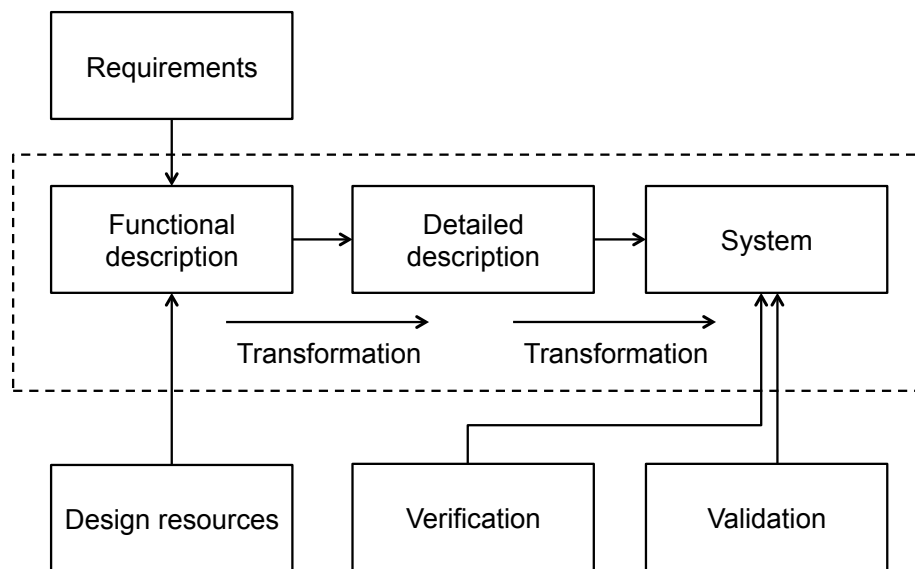 Requirements
Functional
description
Detailed
description
System
Transformation
Transformation
Design resources
Verification
Validation